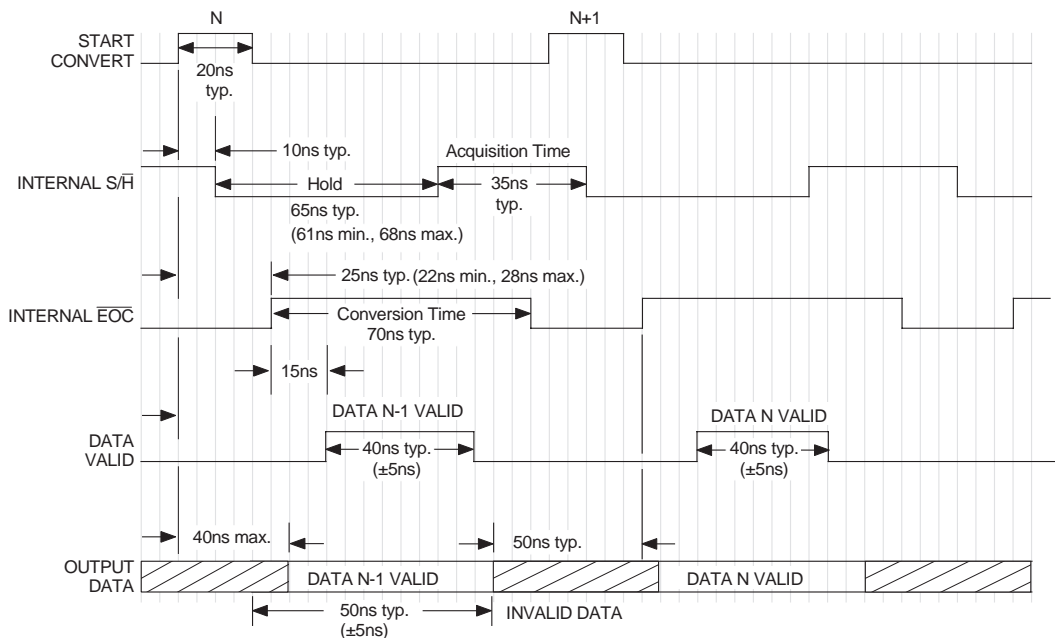 N
N+1
START
CONVERT
20ns
typ.
10ns typ.
Acquisition Time
INTERNAL S/H̅
Hold
35ns
typ.
65ns typ.
(61ns min., 68ns max.)
25ns typ. (22ns min., 28ns max.)
INTERNAL E̅O̅C̅
Conversion Time
70ns typ.
15ns
DATA N-1 VALID
DATA N VALID
DATA
VALID
40ns typ.
(±5ns)
40ns typ.
(±5ns)
40ns max.
50ns typ.
OUTPUT
DATA
DATA N-1 VALID
DATA N VALID
50ns typ.
(±5ns)
INVALID DATA